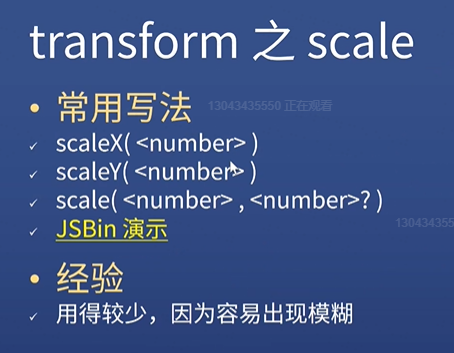 transform 之 scale
常用写法
13043435550 正在观看
scaleX( <number> )
scaleY( <number> )
scale( <number> , <number>? )
130434355
JSBin 演示
经验
用得较少，因为容易出现模糊